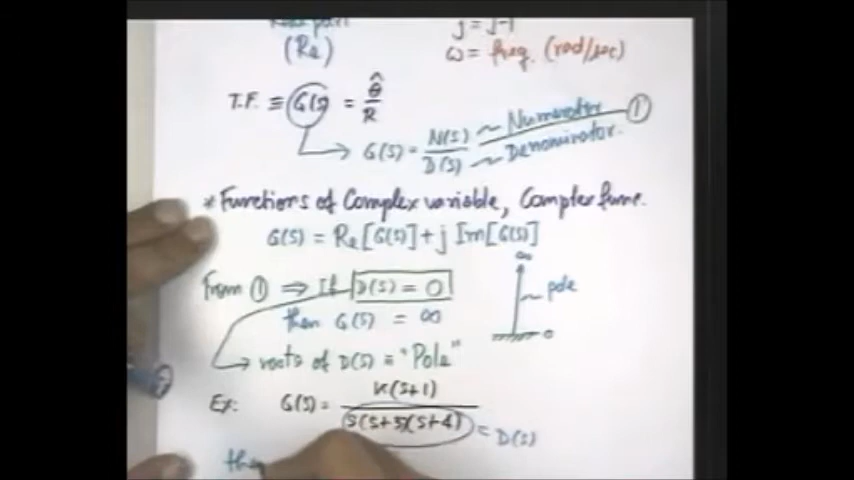 (Re)
ω = freq. (rad/sec)
T.F. ≡ G(s) = θ̂/R
G(s) = N(s)/D(s) ~ Numerator ~ Denominator. ①
* Functions of Complex variable, Complex func.
G(s) = Re[G(s)] + j Im[G(s)]
From ① ⇒ If D(s) = 0
then G(s) = ∞
∞
pole
0
→ roots of D(s) ≡ "Pole"
Ex: G(s) = K(s+1)/s(s+5)(s+4) = D(s)
then